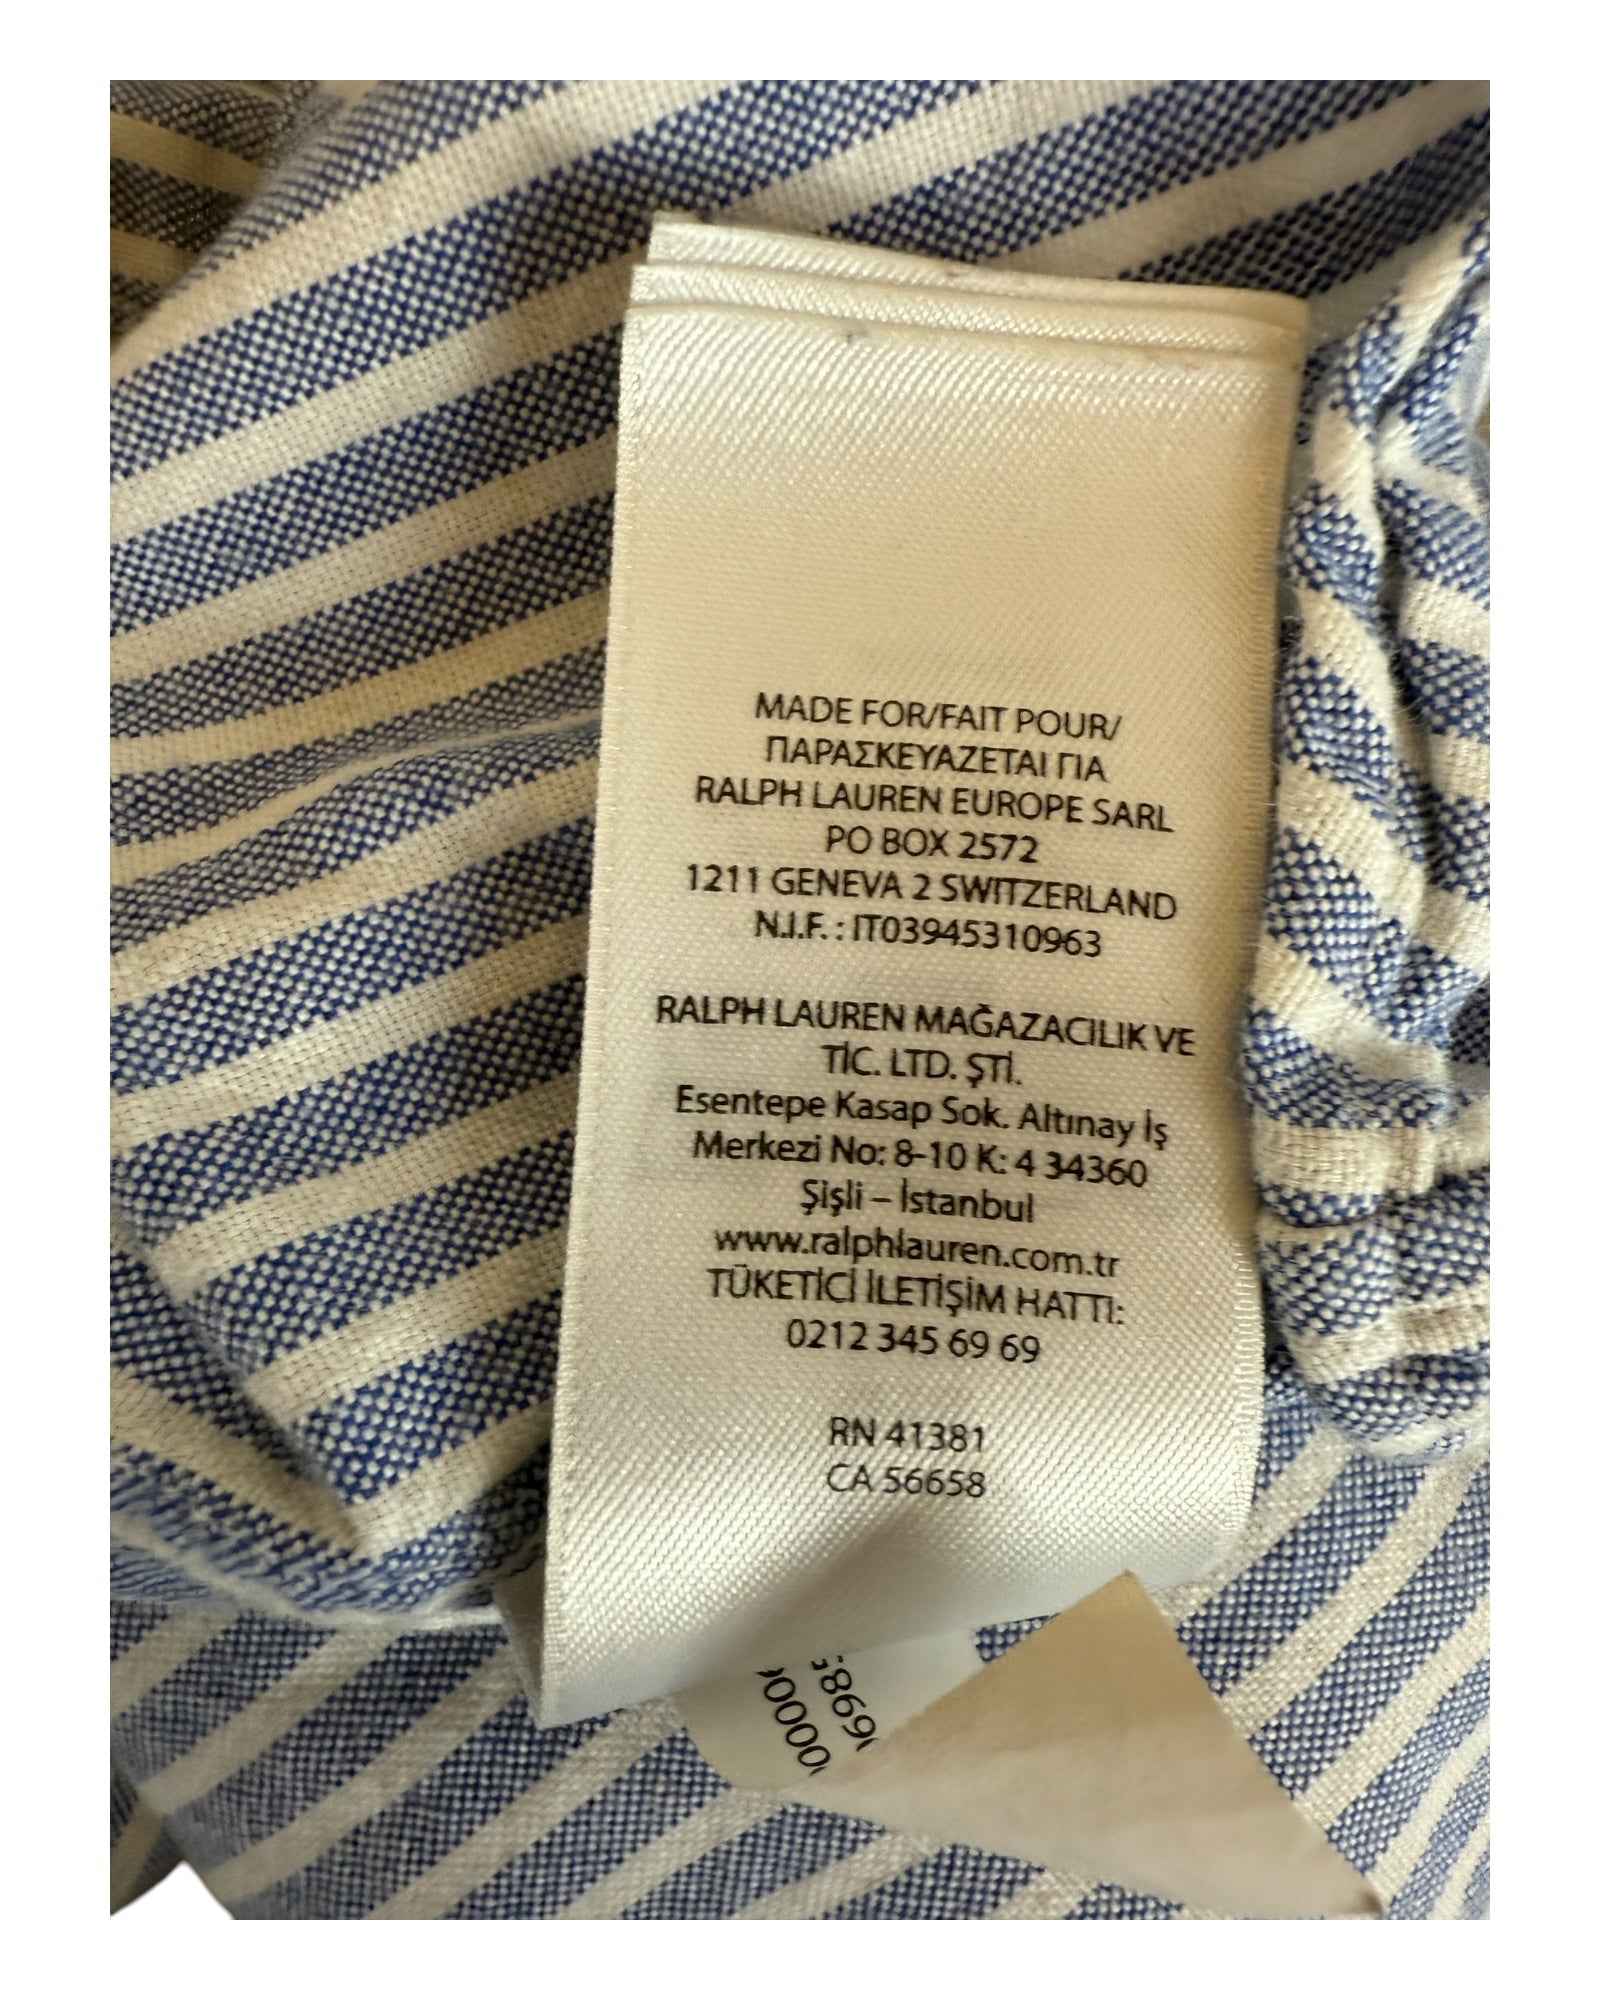 MADE FOR/FAIT POUR/
ΠΑΡΑΣΚΕΥΑΖΕΤΑΙ ΓΙΑ
RALPH LAUREN EUROPE SARL
PO BOX 2572
1211 GENEVA 2 SWITZERLAND
N.I.F. : IT03945310963
RALPH LAUREN MAĞAZACILIK VE
TİC. LTD. ŞTİ.
Esentepe Kasap Sok. Altınay İş
Merkezi No: 8-10 K: 4 34360
Şişli – İstanbul
www.ralphlauren.com.tr
TÜKETİCİ İLETİŞİM HATTI:
0212 345 69 69
RN 41381
CA 56658